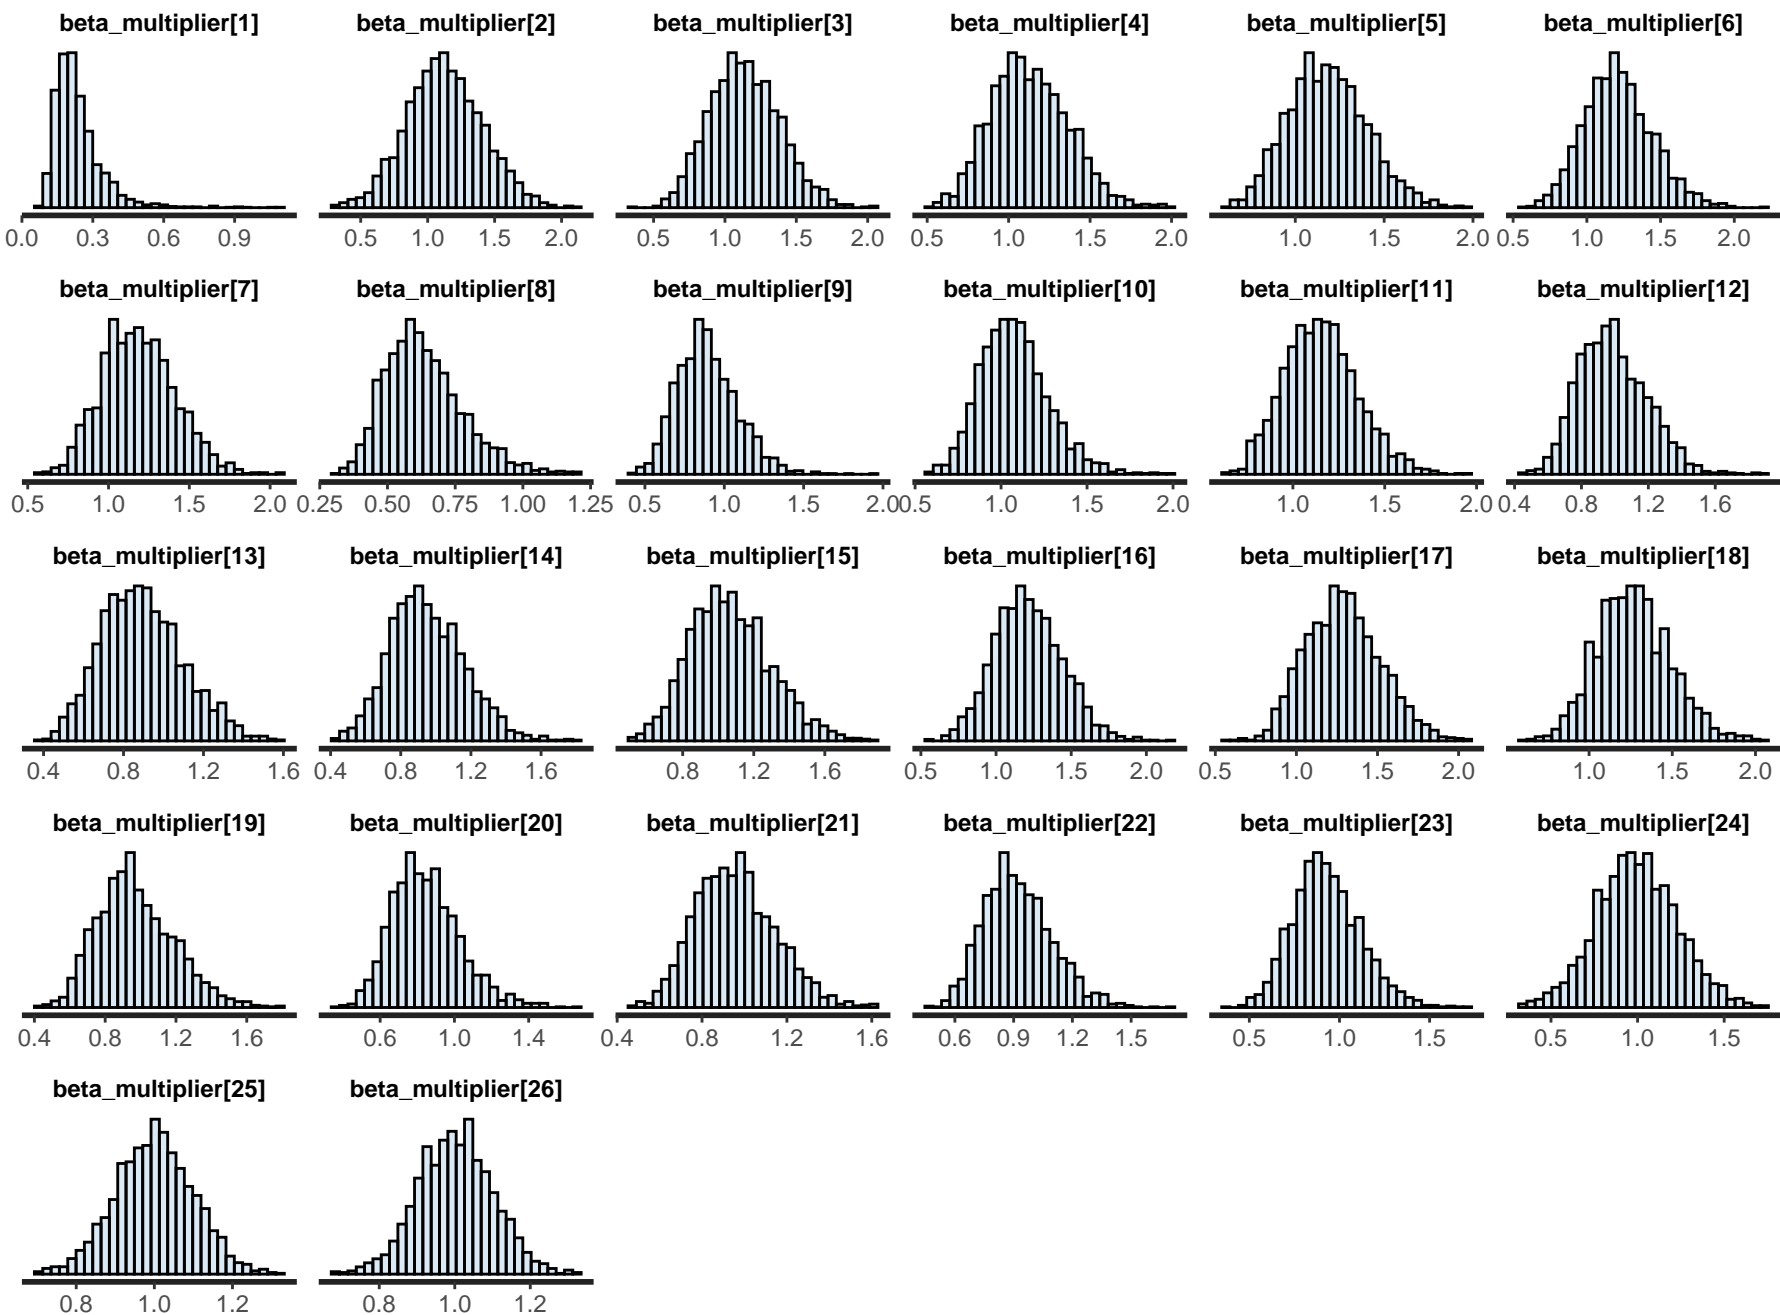 beta_multiplier[1] beta_multiplier[2] beta_multiplier[3] beta_multiplier[4] beta_multiplier[5] beta_multiplier[6]
0.0 0.3 0.6 0.9 0.5 1.0 1.5 2.0 0.5 1.0 1.5 2.0 0.5 1.0 1.5 2.0 1.0 1.5 2.0 0.5 1.0 1.5 2.0
beta_multiplier[7] beta_multiplier[8] beta_multiplier[9] beta_multiplier[10] beta_multiplier[11] beta_multiplier[12]
0.5 1.0 1.5 2.0 0.25 0.50 0.75 1.00 1.25 0.5 1.0 1.5 2.0 0.5 1.0 1.5 2.0 1.0 1.5 2.0 0.4 0.8 1.2 1.6
beta_multiplier[13] beta_multiplier[14] beta_multiplier[15] beta_multiplier[16] beta_multiplier[17] beta_multiplier[18]
0.4 0.8 1.2 1.6 0.4 0.8 1.2 1.6 0.8 1.2 1.6 0.5 1.0 1.5 2.0 0.5 1.0 1.5 2.0 1.0 1.5 2.0
beta_multiplier[19] beta_multiplier[20] beta_multiplier[21] beta_multiplier[22] beta_multiplier[23] beta_multiplier[24]
0.4 0.8 1.2 1.6 0.6 1.0 1.4 0.4 0.8 1.2 1.6 0.6 0.9 1.2 1.5 0.5 1.0 1.5 0.5 1.0 1.5
beta_multiplier[25] beta_multiplier[26]
0.8 1.0 1.2 0.8 1.0 1.2